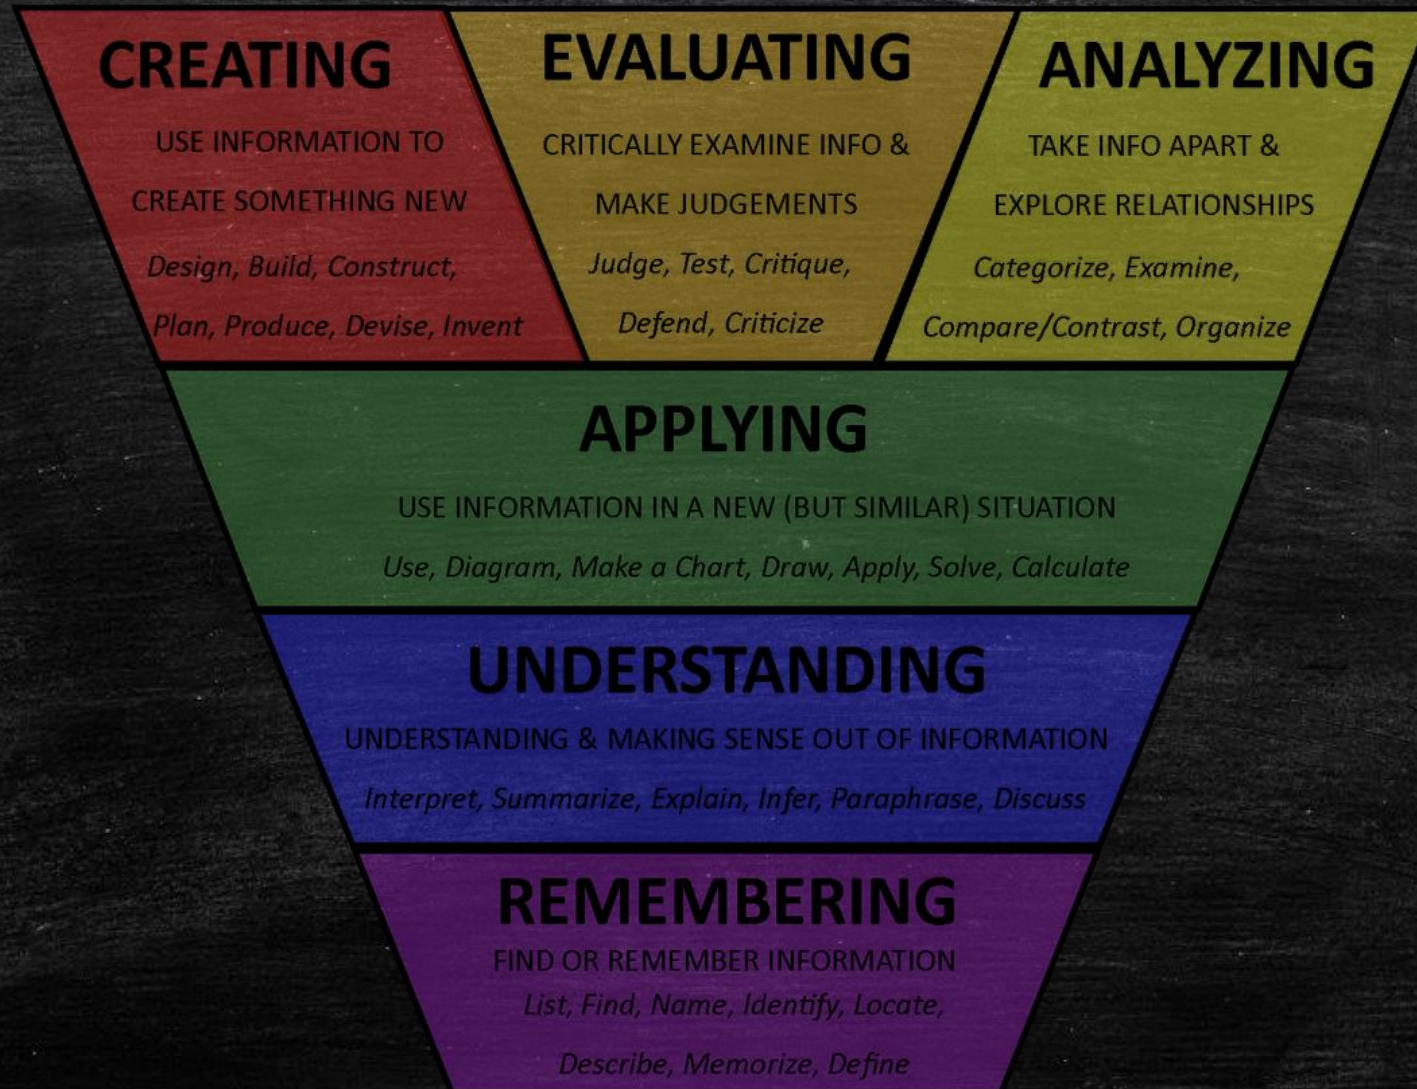 CREATING
USE INFORMATION TO
CREATE SOMETHING NEW
Design, Build, Construct,
Plan, Produce, Devise, Invent
EVALUATING
CRITICALLY EXAMINE INFO &
MAKE JUDGEMENTS
Judge, Test, Critique,
Defend, Criticize
ANALYZING
TAKE INFO APART &
EXPLORE RELATIONSHIPS
Categorize, Examine,
Compare/Contrast, Organize
APPLYING
USE INFORMATION IN A NEW (BUT SIMILAR) SITUATION
Use, Diagram, Make a Chart, Draw, Apply, Solve, Calculate
UNDERSTANDING
UNDERSTANDING & MAKING SENSE OUT OF INFORMATION
Interpret, Summarize, Explain, Infer, Paraphrase, Discuss
REMEMBERING
FIND OR REMEMBER INFORMATION
List, Find, Name, Identify, Locate,
Describe, Memorize, Define